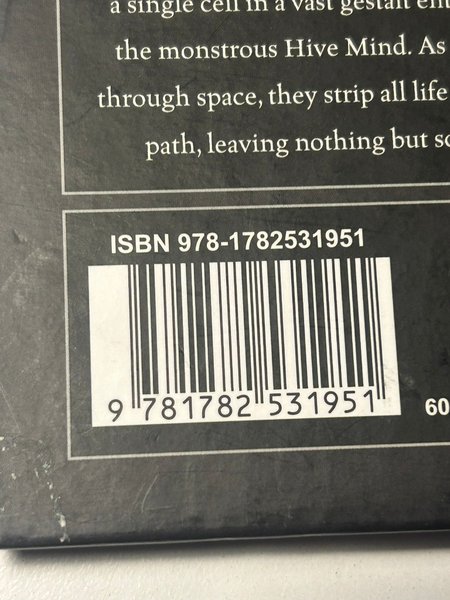 a single cell in a vast gestalt
the monstrous Hive Mind. As
through space, they strip all life
path, leaving nothing but
ISBN 978-1782531951
9 781782 531951
60